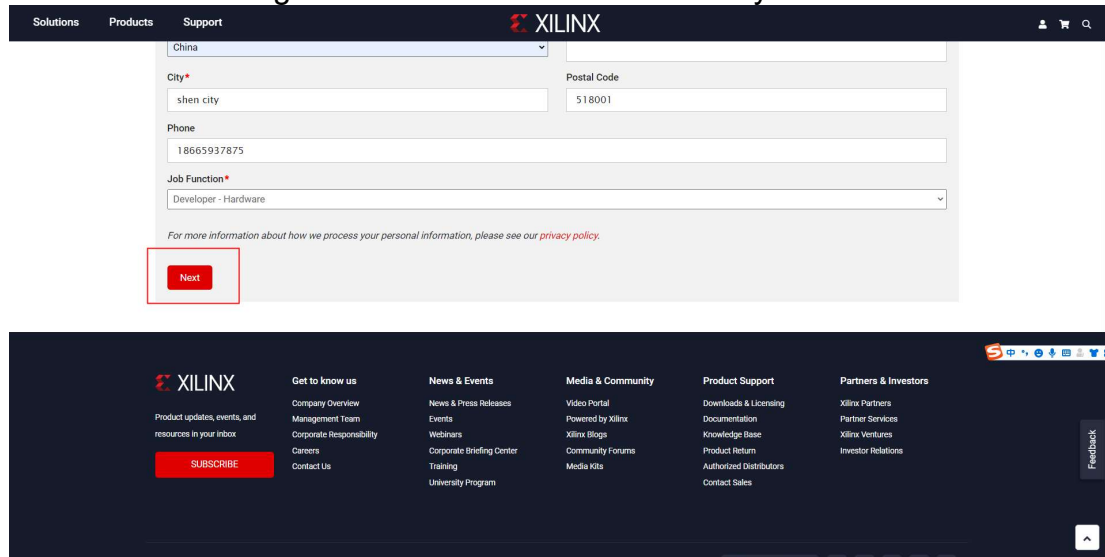 Solutions Products Support XILINX
China
City* Postal Code
shen city 518001
Phone
18665937875
Job Function*
Developer - Hardware
For more information about how we process your personal information, please see our privacy policy.
Next
中
XILINX
Product updates, events, and
resources in your inbox
SUBSCRIBE
Get to know us
Company Overview
Management Team
Corporate Responsibility
Careers
Contact Us
News & Events
News & Press Releases
Events
Webinars
Corporate Briefing Center
Training
University Program
Media & Community
Video Portal
Powered by Xilinx
Xilinx Blogs
Community Forums
Media Kits
Product Support
Downloads & Licensing
Documentation
Knowledge Base
Product Return
Authorized Distributors
Contact Sales
Partners & Investors
Xilinx Partners
Partner Services
Xilinx Ventures
Investor Relations
Feedback